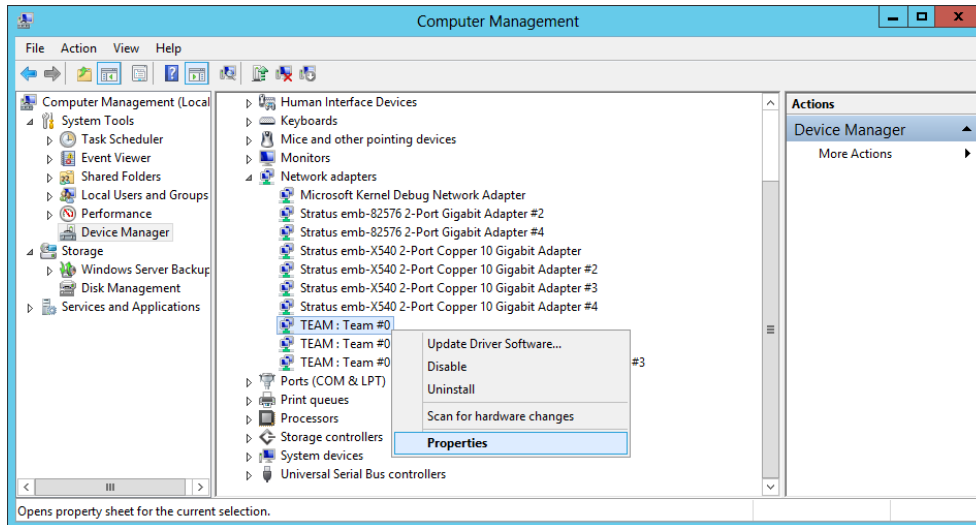 Computer Management
File Action View Help
Computer Management (Local
System Tools
Task Scheduler
Event Viewer
Shared Folders
Local Users and Groups
Performance
Device Manager
Storage
Windows Server Backup
Disk Management
Services and Applications
Human Interface Devices
Keyboards
Mice and other pointing devices
Monitors
Network adapters
Microsoft Kernel Debug Network Adapter
Stratus emb-82576 2-Port Gigabit Adapter #2
Stratus emb-82576 2-Port Gigabit Adapter #4
Stratus emb-X540 2-Port Copper 10 Gigabit Adapter
Stratus emb-X540 2-Port Copper 10 Gigabit Adapter #2
Stratus emb-X540 2-Port Copper 10 Gigabit Adapter #3
Stratus emb-X540 2-Port Copper 10 Gigabit Adapter #4
TEAM : Team #0
TEAM : Team #0
TEAM : Team #0 #3
Ports (COM & LPT)
Print queues
Processors
Storage controllers
System devices
Universal Serial Bus controllers
Update Driver Software...
Disable
Uninstall
Scan for hardware changes
Properties
Actions
Device Manager
More Actions
Opens property sheet for the current selection.